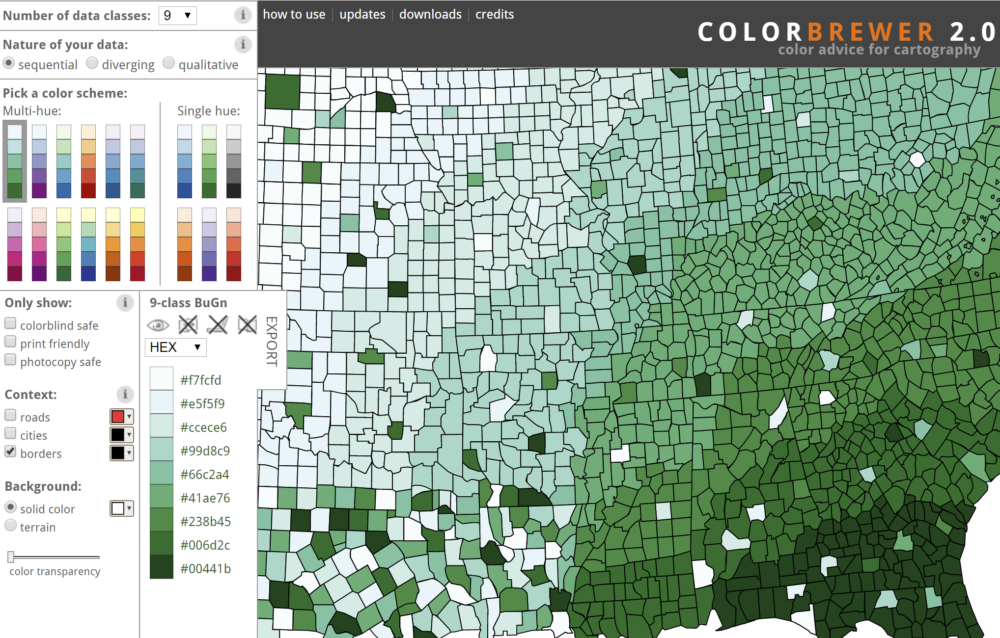 Number of data classes: 9
how to use | updates | downloads | credits
COLORBREWER 2.0
color advice for cartography
Nature of your data:
sequential diverging qualitative
Pick a color scheme:
Multi-hue: Single hue:
Only show:
colorblind safe
print friendly
photocopy safe
Context:
roads
cities
borders
Background:
solid color
terrain
color transparency
9-class BuGn
EXPORT
HEX
#f7fcfd
#e5f5f9
#ccece6
#99d8c9
#66c2a4
#41ae76
#238b45
#006d2c
#00441b